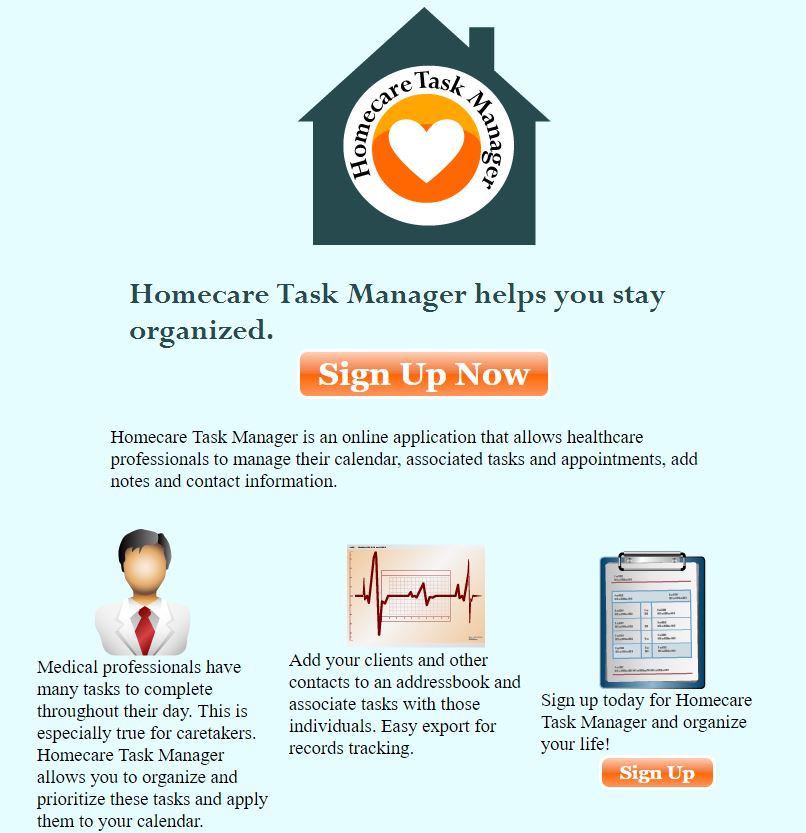 Homecare Task Manager
Homecare Task Manager helps you stay
organized.
Sign Up Now
Homecare Task Manager is an online application that allows healthcare
professionals to manage their calendar, associated tasks and appointments, add
notes and contact information.
Medical professionals have
many tasks to complete
throughout their day. This is
especially true for caretakers.
Homecare Task Manager
allows you to organize and
prioritize these tasks and apply
them to your calendar.
Add your clients and other
contacts to an addressbook and
associate tasks with those
individuals. Easy export for
records tracking.
Sign up today for Homecare
Task Manager and organize
your life!
Sign Up